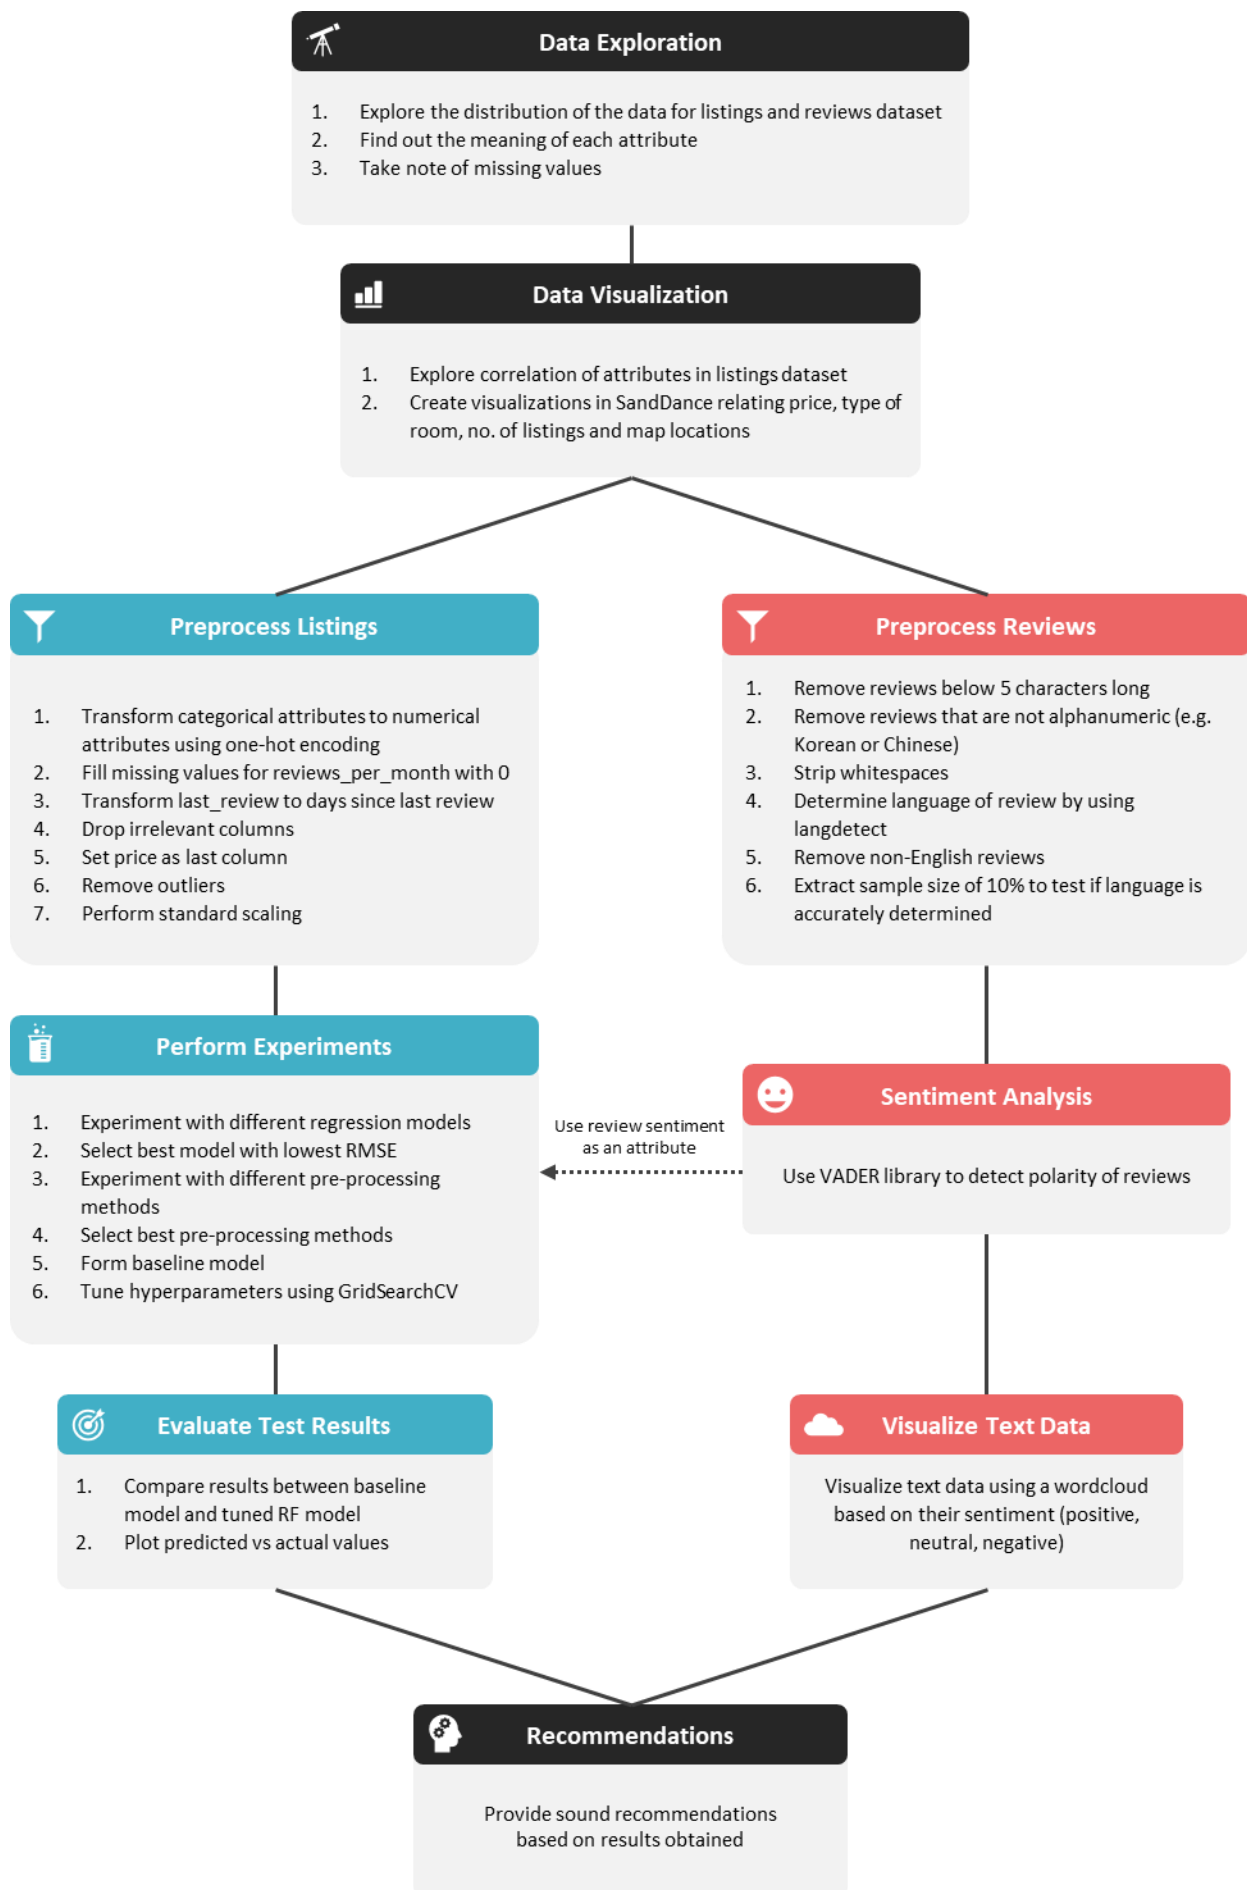 Data Exploration
1. Explore the distribution of the data for listings and reviews dataset
2. Find out the meaning of each attribute
3. Take note of missing values
Data Visualization
1. Explore correlation of attributes in listings dataset
2. Create visualizations in SandDance relating price, type of
room, no. of listings and map locations
Preprocess Listings
1. Transform categorical attributes to numerical
attributes using one-hot encoding
2. Fill missing values for reviews_per_month with 0
3. Transform last_review to days since last review
4. Drop irrelevant columns
5. Set price as last column
6. Remove outliers
7. Perform standard scaling
Preprocess Reviews
1. Remove reviews below 5 characters long
2. Remove reviews that are not alphanumeric (e.g.
Korean or Chinese)
3. Strip whitespaces
4. Determine language of review by using
langdetect
5. Remove non-English reviews
6. Extract sample size of 10% to test if language is
accurately determined
Perform Experiments
1. Experiment with different regression models
2. Select best model with lowest RMSE
3. Experiment with different pre-processing
methods
4. Select best pre-processing methods
5. Form baseline model
6. Tune hyperparameters using GridSearchCV
Use review sentiment
as an attribute
Sentiment Analysis
Use VADER library to detect polarity of reviews
Evaluate Test Results
1. Compare results between baseline
model and tuned RF model
2. Plot predicted vs actual values
Visualize Text Data
Visualize text data using a wordcloud
based on their sentiment (positive,
neutral, negative)
Recommendations
Provide sound recommendations
based on results obtained